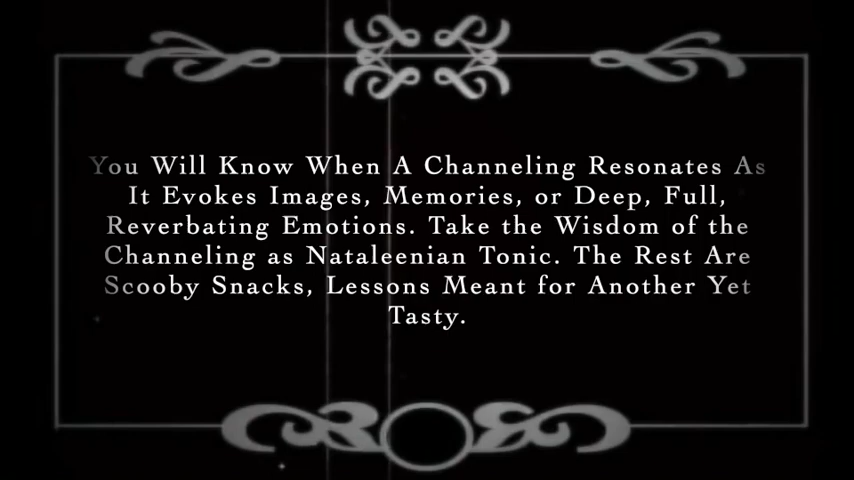 You Will Know When A Channeling Resonates As
It Evokes Images, Memories, or Deep, Full,
Reverbating Emotions. Take the Wisdom of the
Channeling as Nataleenian Tonic. The Rest Are
Scooby Snacks, Lessons Meant for Another Yet
Tasty.